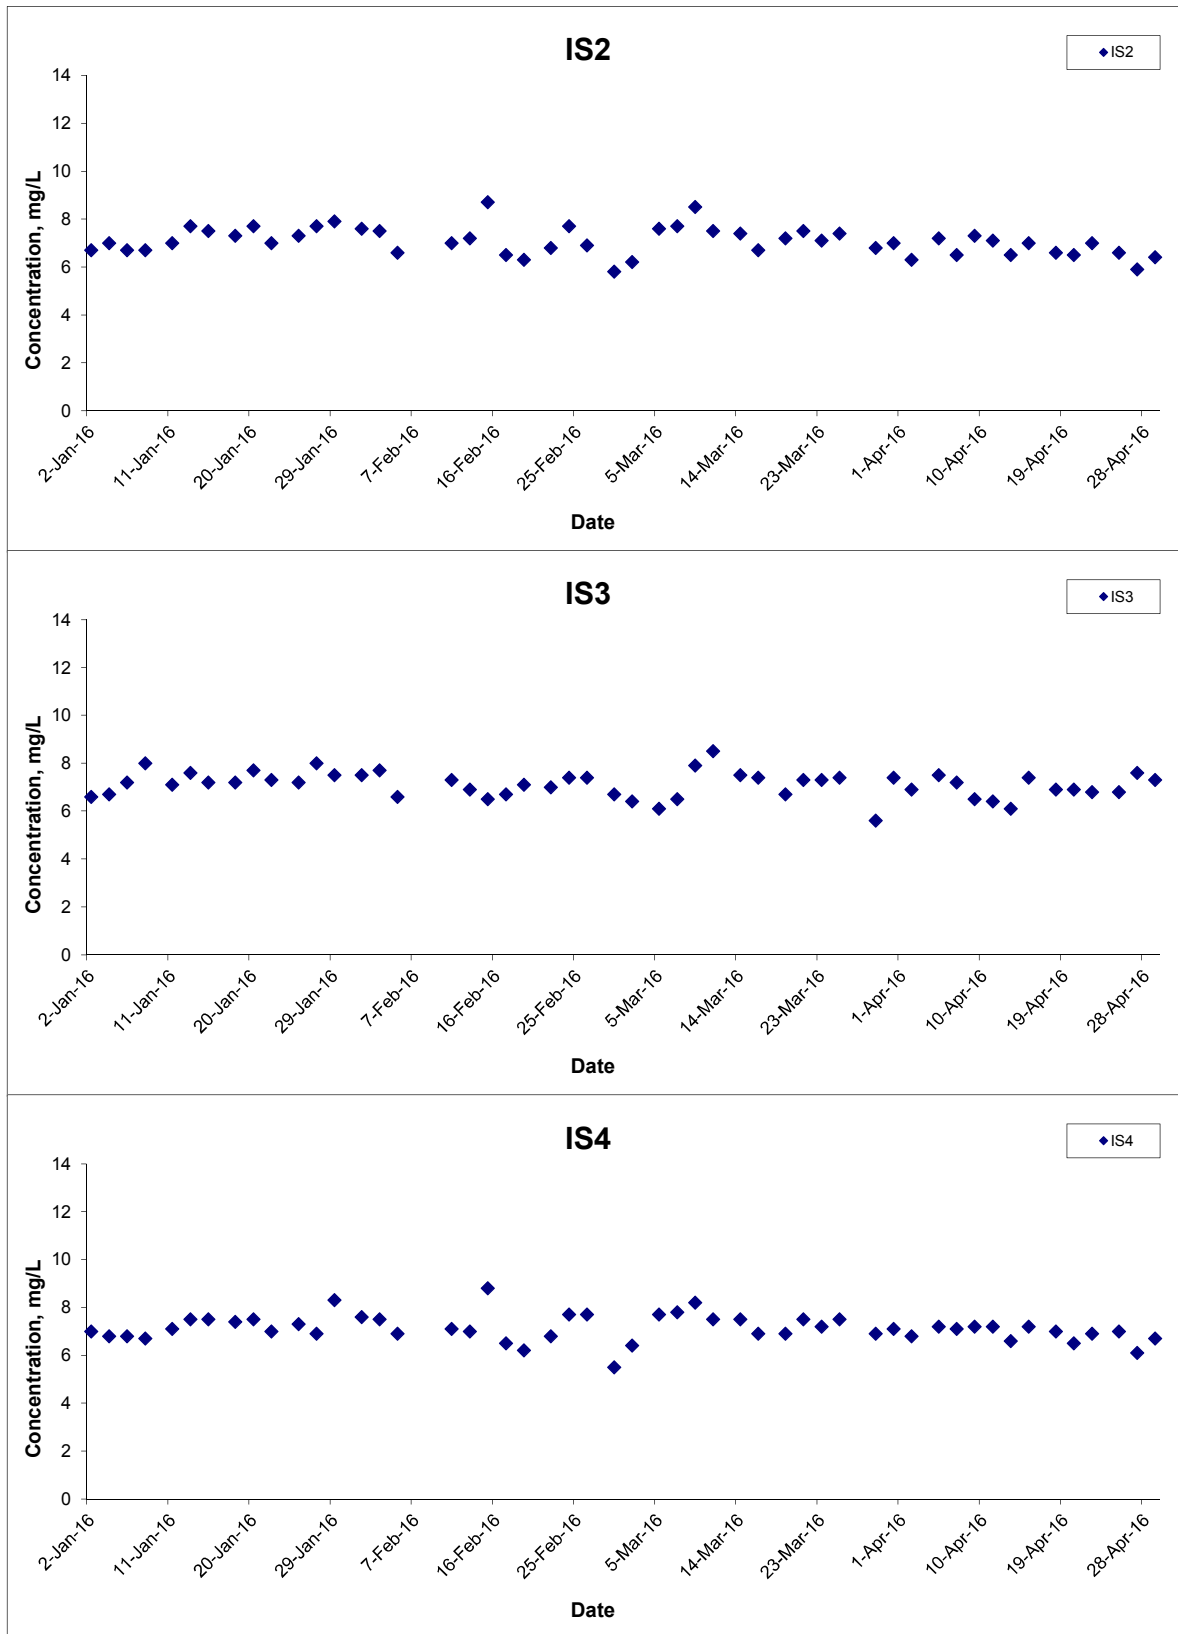 IS2
IS2
14
12
10
8
6
4
2
0
Concentration, mg/L
2-Jan-16
11-Jan-16
20-Jan-16
29-Jan-16
7-Feb-16
16-Feb-16
25-Feb-16
5-Mar-16
14-Mar-16
23-Mar-16
1-Apr-16
10-Apr-16
19-Apr-16
28-Apr-16
Date
IS3
IS3
14
12
10
8
6
4
2
0
Concentration, mg/L
2-Jan-16
11-Jan-16
20-Jan-16
29-Jan-16
7-Feb-16
16-Feb-16
25-Feb-16
5-Mar-16
14-Mar-16
23-Mar-16
1-Apr-16
10-Apr-16
19-Apr-16
28-Apr-16
Date
IS4
IS4
14
12
10
8
6
4
2
0
Concentration, mg/L
2-Jan-16
11-Jan-16
20-Jan-16
29-Jan-16
7-Feb-16
16-Feb-16
25-Feb-16
5-Mar-16
14-Mar-16
23-Mar-16
1-Apr-16
10-Apr-16
19-Apr-16
28-Apr-16
Date